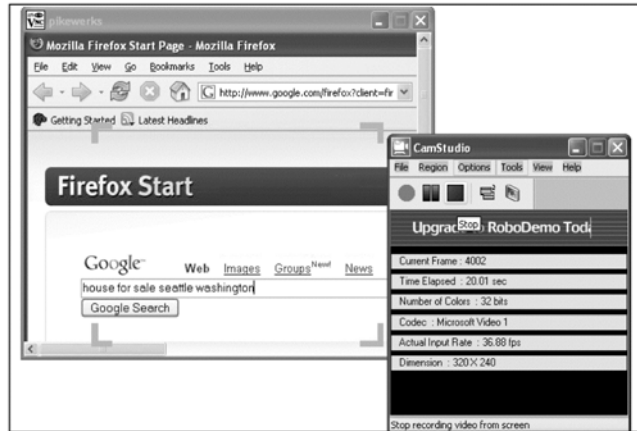 pikewerks
Mozilla Firefox Start Page - Mozilla Firefox
File Edit View Go Bookmarks Tools Help
G http://www.google.com/firefox?client=fir
Getting Started Latest Headlines
Firefox Start
Google Web Images Groups New! News
house for sale seattle washington
Google Search
CamStudio
File Region Options Tools View Help
Stop
RoboDemo
Current Frame : 4002
Time Elapsed : 20.01 sec
Number of Colors : 32 bits
Codec : Microsoft Video 1
Actual Input Rate : 36.88 fps
Dimension : 320 X 240
Stop recording video from screen